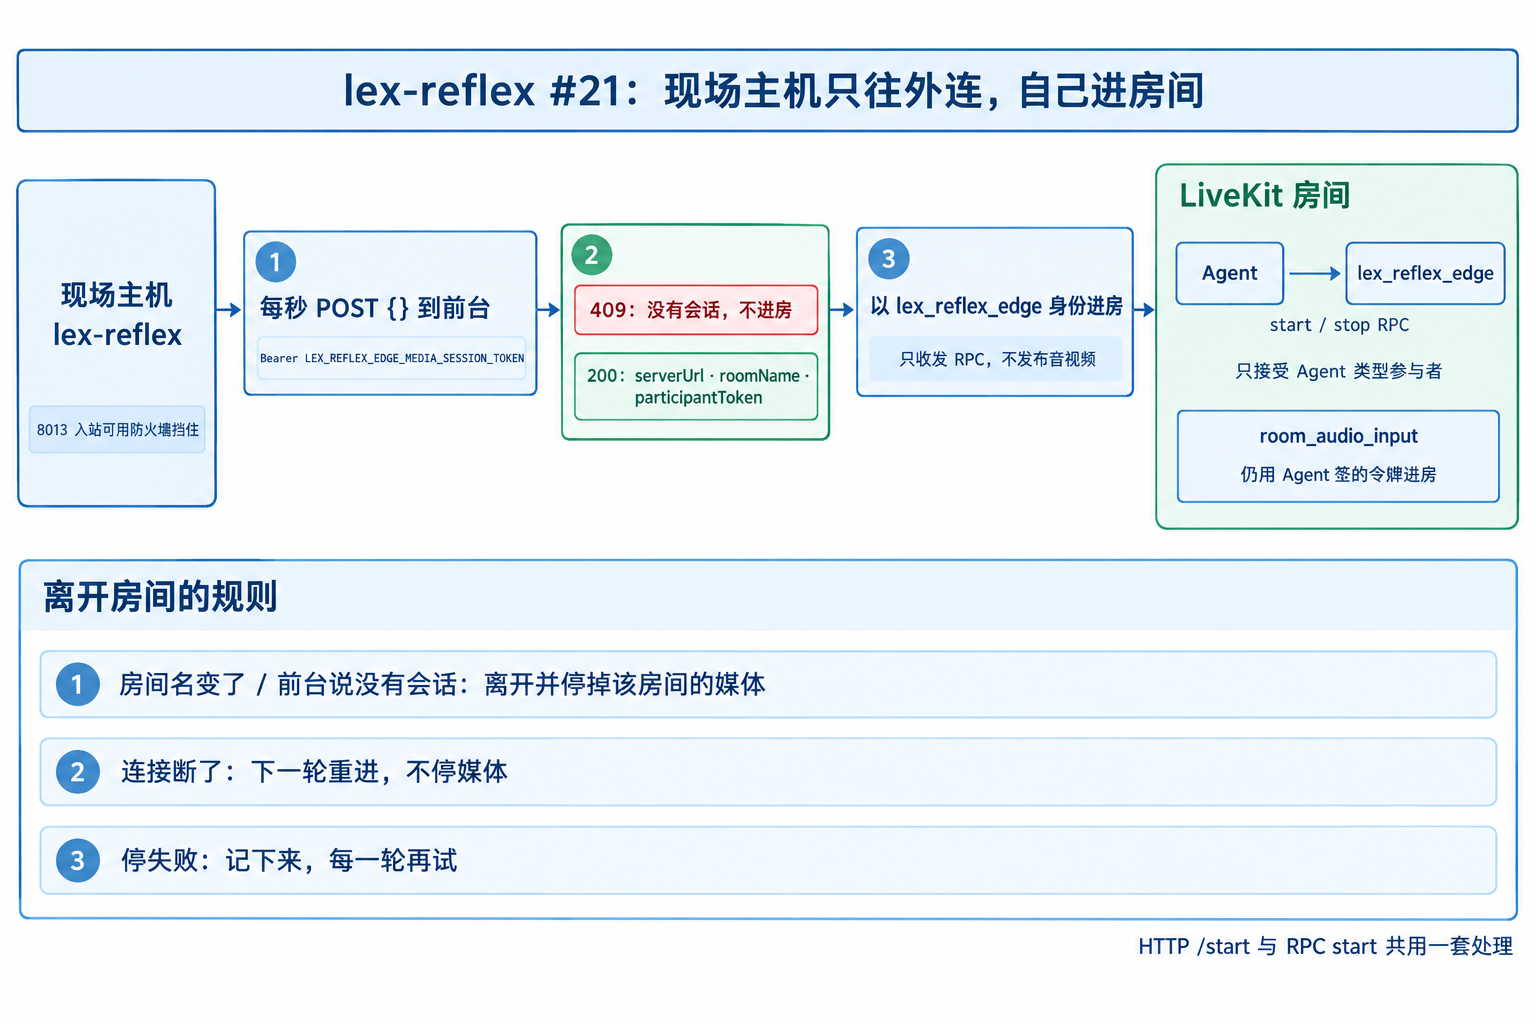 lex-reflex #21：现场主机只往外连，自己进房间
现场主机
lex-reflex
8013 入站可用防火墙挡住
1
每秒 POST {} 到前台
Bearer LEX_REFLEX_EDGE_MEDIA_SESSION_TOKEN
2
409：没有会话，不进房
200：serverUrl · roomName ·
participantToken
3
以 lex_reflex_edge 身份进房
只收发 RPC，不发布音视频
LiveKit 房间
Agent
lex_reflex_edge
start / stop RPC
只接受 Agent 类型参与者
room_audio_input
仍用 Agent 签的令进房
离开房间的规则
1 房间名变了 / 前台说没有会话：离开并停掉该房间的媒体
2 连接断了：下一轮重进，不停媒体
3 停失败：记下来，每一轮再试
HTTP /start 与 RPC start 共用一套处理